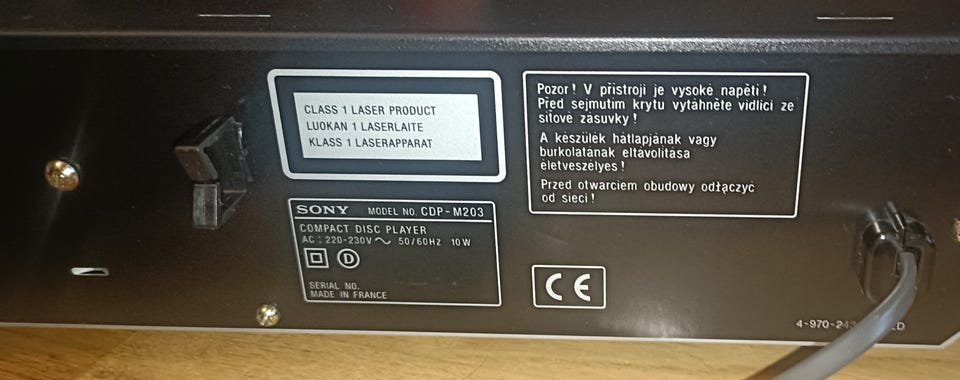 CLASS 1 LASER PRODUCT
LUOKAN 1 LASERLAITE
KLASS 1 LASERAPPARAT
SONY MODEL NO. CDP-M203
COMPACT DISC PLAYER
AC : 220-230V ~ 50/60HZ 10W
D
SERIAL NO.
MADE IN FRANCE
Pozor! V přístroji je vysoké napětí!
Před sejmutím krytu vytáhněte vidlici ze
síťové zásuvky!
A készülék hátlapjának vagy
burkolatának eltávolítása
életveszélyes!
Przed otwarciem obudowy odłączyć
od sieci!
CE